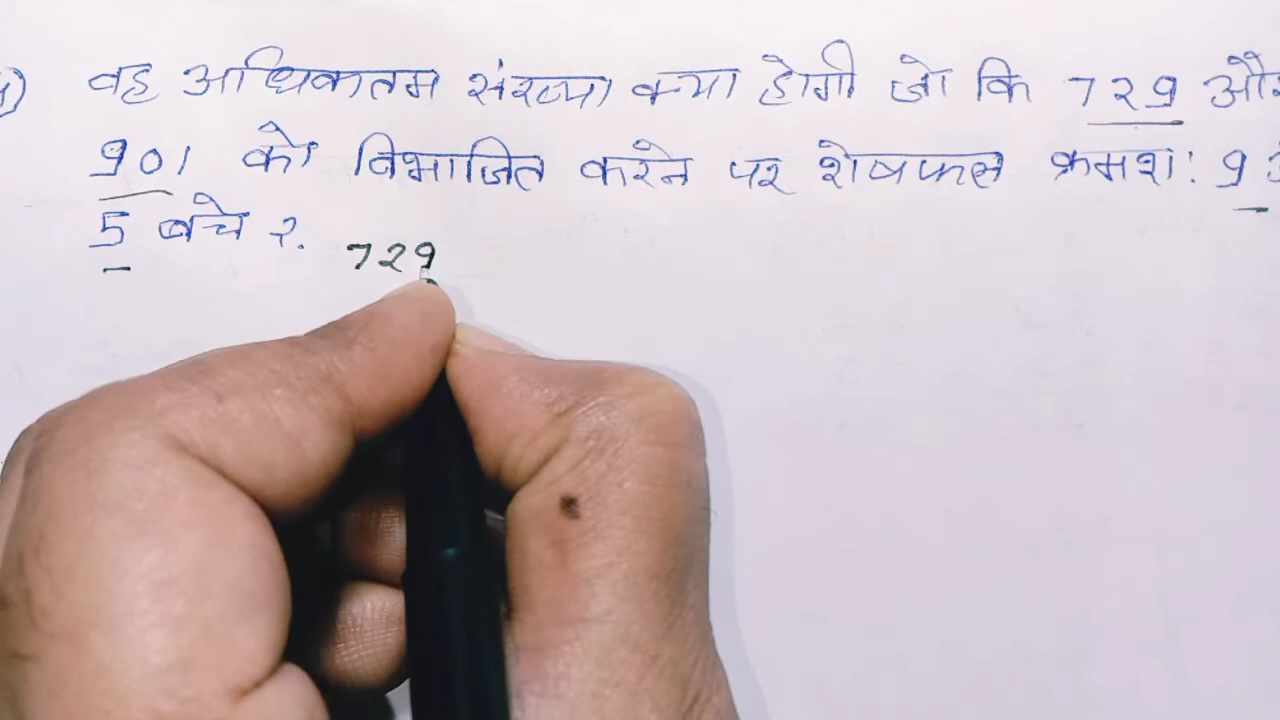 वह अधिकतम संख्या क्या होगी जो कि 729 और
901 को विभाजित करने पर शेषफल क्रमशः 9
5 बचे ?.
729